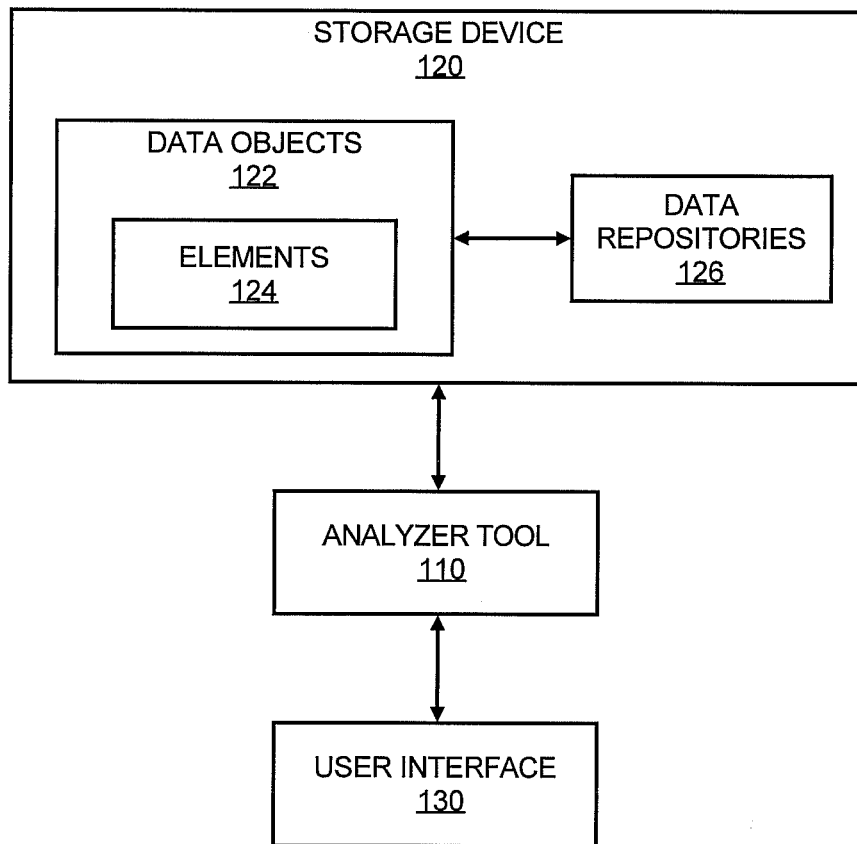 STORAGE DEVICE
120
DATA OBJECTS
122
ELEMENTS
124
DATA
REPOSITORIES
126
ANALYZER TOOL
110
USER INTERFACE
130